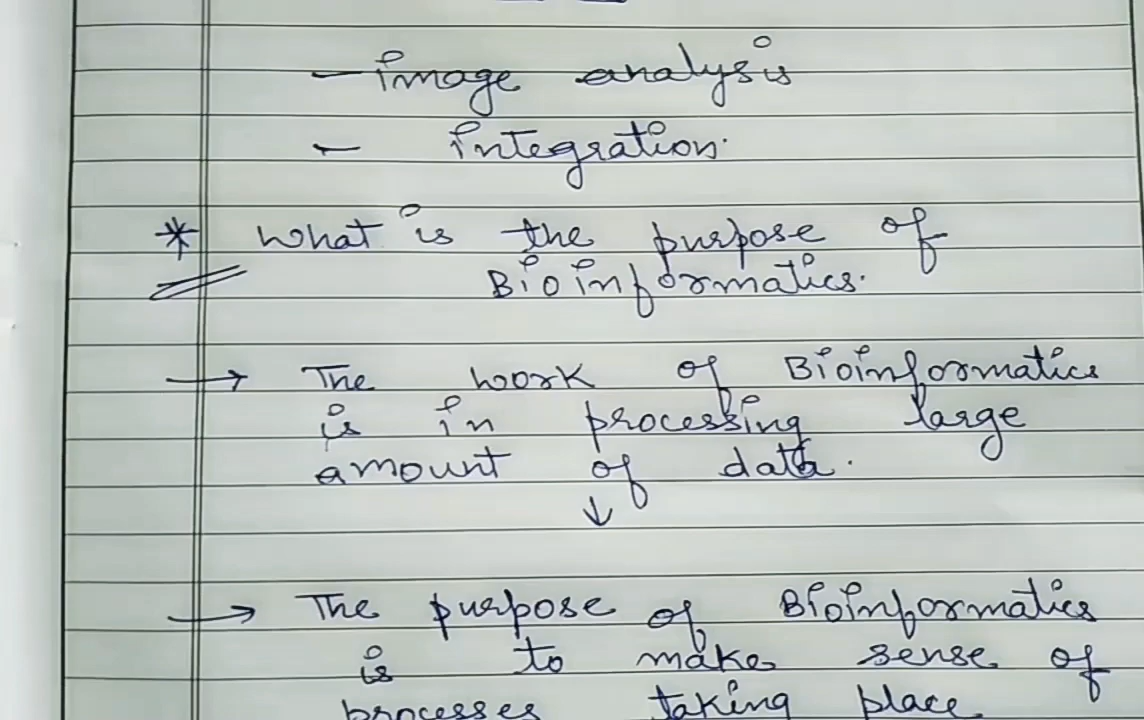 - image analysis
- integration.
* What is the purpose of
Bioinformatics.
→ The work of Bioinformatics
is in processing large
amount of data.
↓
→ The purpose of Bioinformatics
is to make sense of
processes taking place